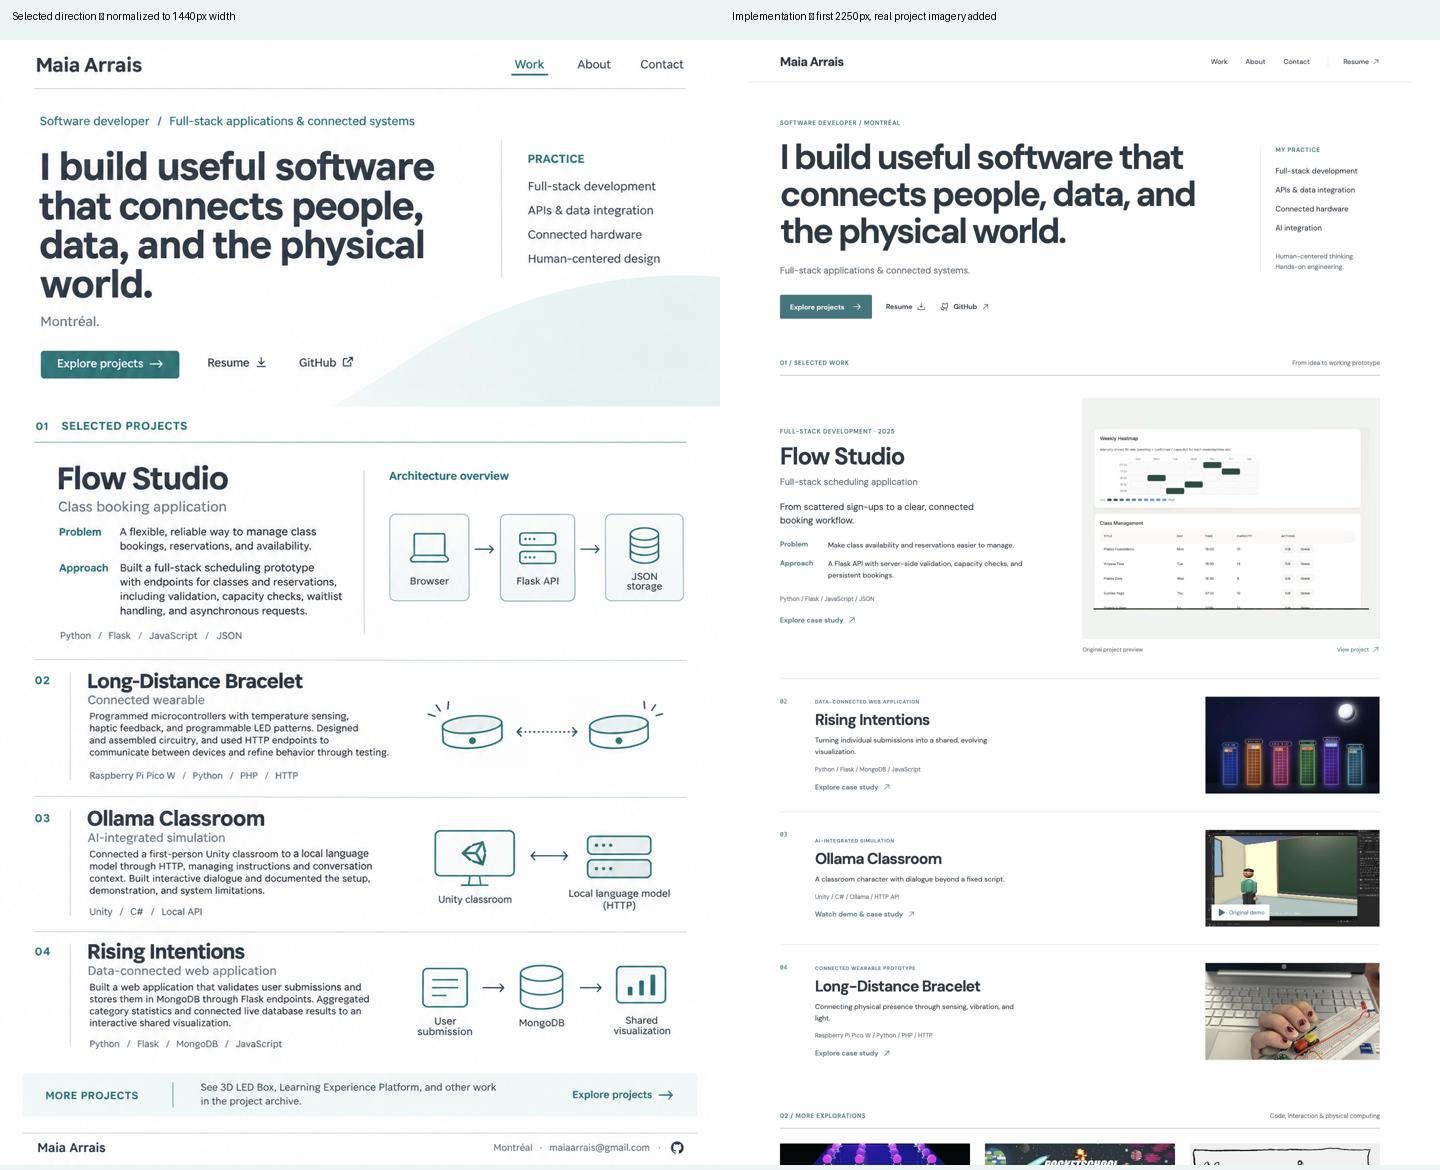 Selected direction normalized to 1440px width
Maia Arrais
Work About Contact
Software developer / Full-stack applications & connected systems
I build useful software
that connects people,
data, and the physical
world.
Montréal.
Explore projects → Resume GitHub
PRACTICE
Full-stack development
APIs & data integration
Connected hardware
Human-centered design
01 SELECTED PROJECTS
Flow Studio
Class booking application
Problem A flexible, reliable way to manage class
bookings, reservations, and availability.
Approach Built a full-stack scheduling prototype
with endpoints for classes and reservations,
including validation, capacity checks, waitlist
handling, and asynchronous requests.
Python / Flask / JavaScript / JSON
Architecture overview
Browser
Flask API
JSON
storage
02 Long-Distance Bracelet
Connected wearable
Programmed microcontrollers with temperature sensing,
haptic feedback, and programmable LED patterns. Designed
and assembled circuitry, and used HTTP endpoints to
communicate between devices and refine behavior through testing.
Raspberry Pi Pico W / Python / PHP / HTTP
03 Ollama Classroom
AI-integrated simulation
Connected a first-person Unity classroom to a local language
model through HTTP, managing instructions and conversation
context. Built interactive dialogue and documented the setup,
demonstration, and system limitations.
Unity / C# / Local API
Unity classroom
Local language model
(HTTP)
04 Rising Intentions
Data-connected web application
Built a web application that validates user submissions and
stores them in MongoDB through Flask endpoints. Aggregated
category statistics and connected live database results to an
interactive shared visualization.
Python / Flask / MongoDB / JavaScript
User
submission
MongoDB
Shared
visualization
MORE PROJECTS
See 3D LED Box, Learning Experience Platform, and other work
in the project archive.
Explore projects →
Maia Arrais
Montréal · maiaarrais@gmail.com ·
Implementation first 2250px, real project imagery added
Maia Arrais
Work About Contact Resume ↗
SOFTWARE DEVELOPER / MONTRÉAL
I build useful software that
connects people, data, and
the physical world.
Full-stack applications & connected systems.
Explore projects → Resume GitHub ↗
MY PRACTICE
Full-stack development
APIs & data integration
Connected hardware
AI integration
Human-centered thinking.
Hands-on engineering.
01 / SELECTED WORK
From idea to working prototype
FULL-STACK DEVELOPMENT · 2025
Flow Studio
Full-stack scheduling application
From scattered sign-ups to a clear, connected
booking workflow.
Problem Make class availability and reservations easier to manage.
Approach A Flask API with server-side validation, capacity checks, and
persistent bookings.
Python / Flask / JavaScript / JSON
Explore case study ↗
Weekly Heatmap
Class Management
TITLE DAY TIME CAPACITY ACTIONS
Original project preview
View project ↗
02
DATA-CONNECTED WEB APPLICATION
Rising Intentions
Turning individual submissions into a shared, evolving
visualization.
Python / Flask / MongoDB / JavaScript
Explore case study ↗
03
AI-INTEGRATED SIMULATION
Ollama Classroom
A classroom character with dialogue beyond a fixed script.
Unity / C# / Ollama / HTTP API
Watch demo & case study ↗
Original demo
04
CONNECTED WEARABLE PROTOTYPE
Long-Distance Bracelet
Connecting physical presence through sensing, vibration, and
light.
Raspberry Pi Pico W / Python / PHP / HTTP
Explore case study ↗
02 / MORE EXPLORATIONS
Code, interaction & physical computing